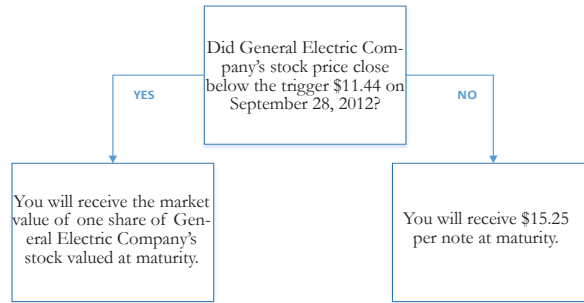 Did General Electric Com-
pany's stock price close
below the trigger $11.44 on
September 28, 2012?
YES
NO
You will receive the market
value of one share of Gen-
eral Electric Company's
stock valued at maturity.
You will receive $15.25
per note at maturity.